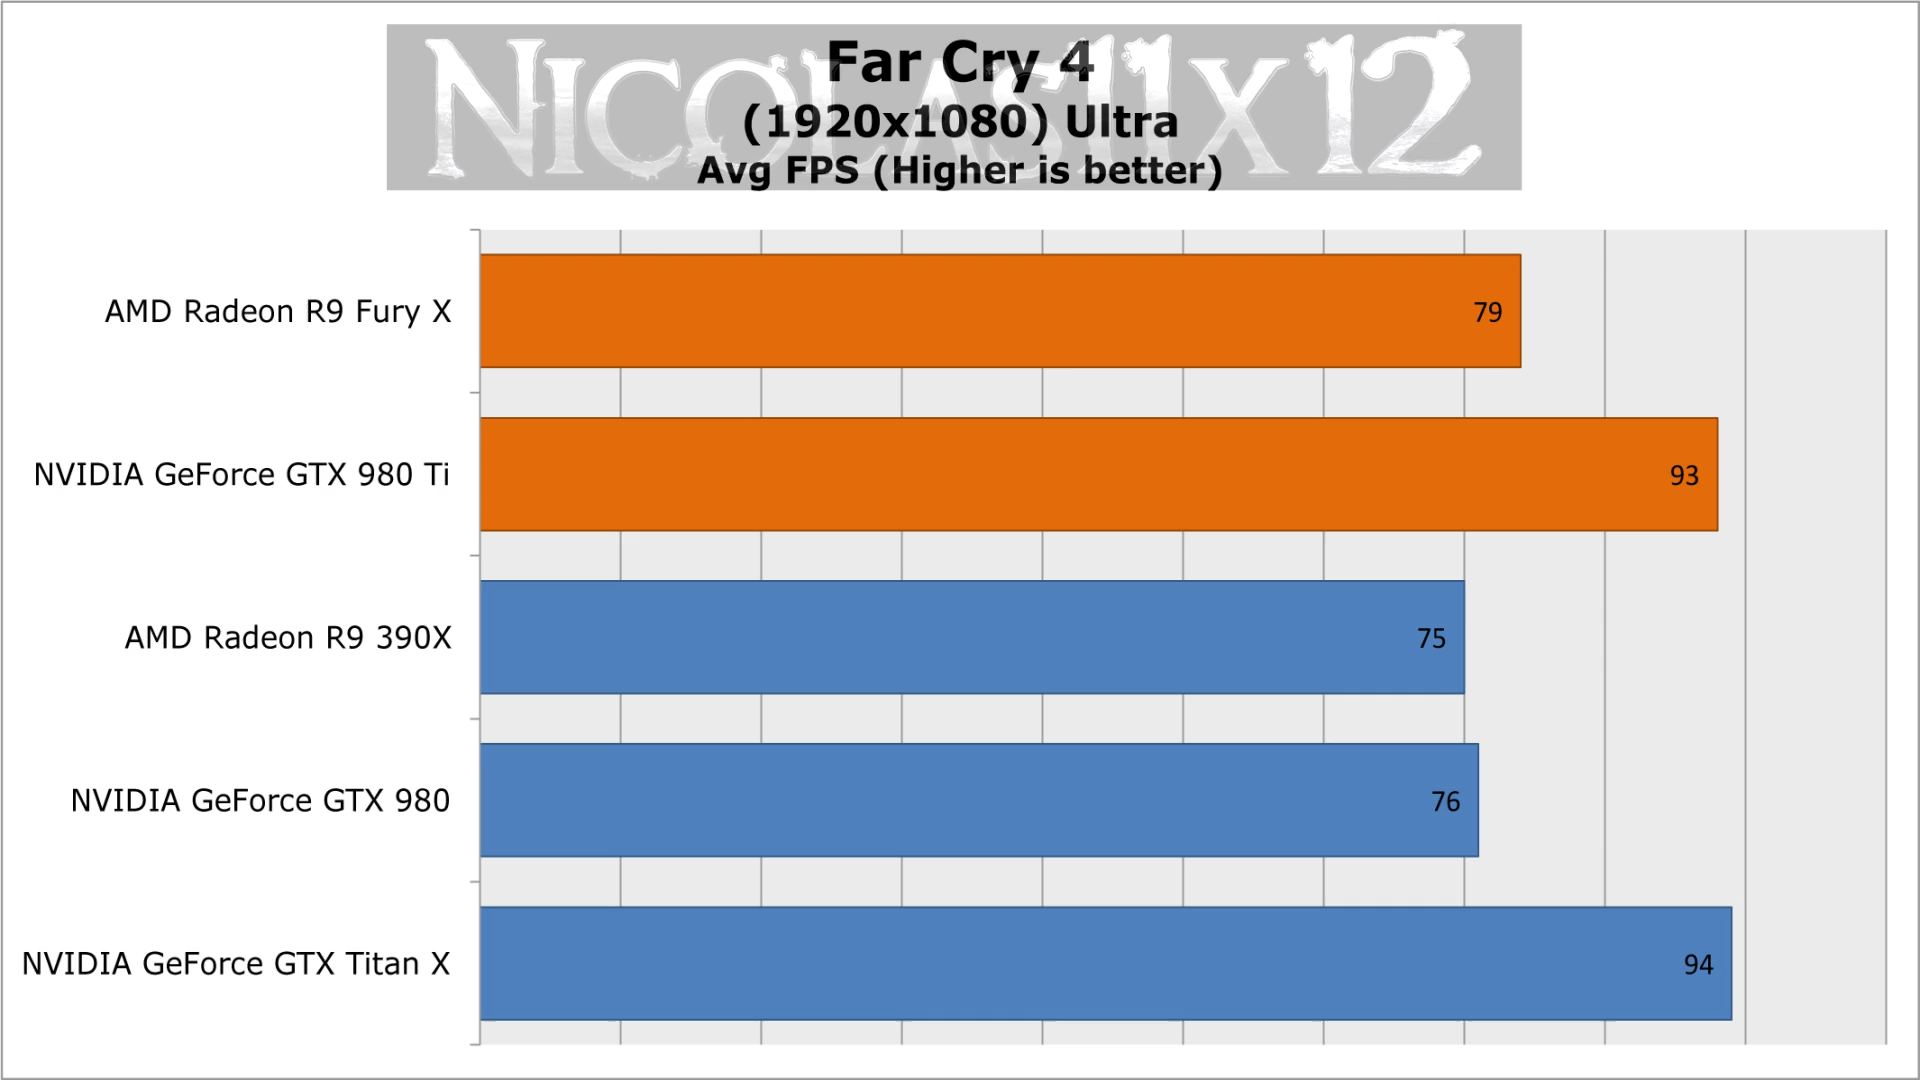 NICOLAS11X12
Far Cry 4
(1920x1080) Ultra
Avg FPS (Higher is better)
AMD Radeon R9 Fury X 79
NVIDIA GeForce GTX 980 Ti 93
AMD Radeon R9 390X 75
NVIDIA GeForce GTX 980 76
NVIDIA GeForce GTX Titan X 94